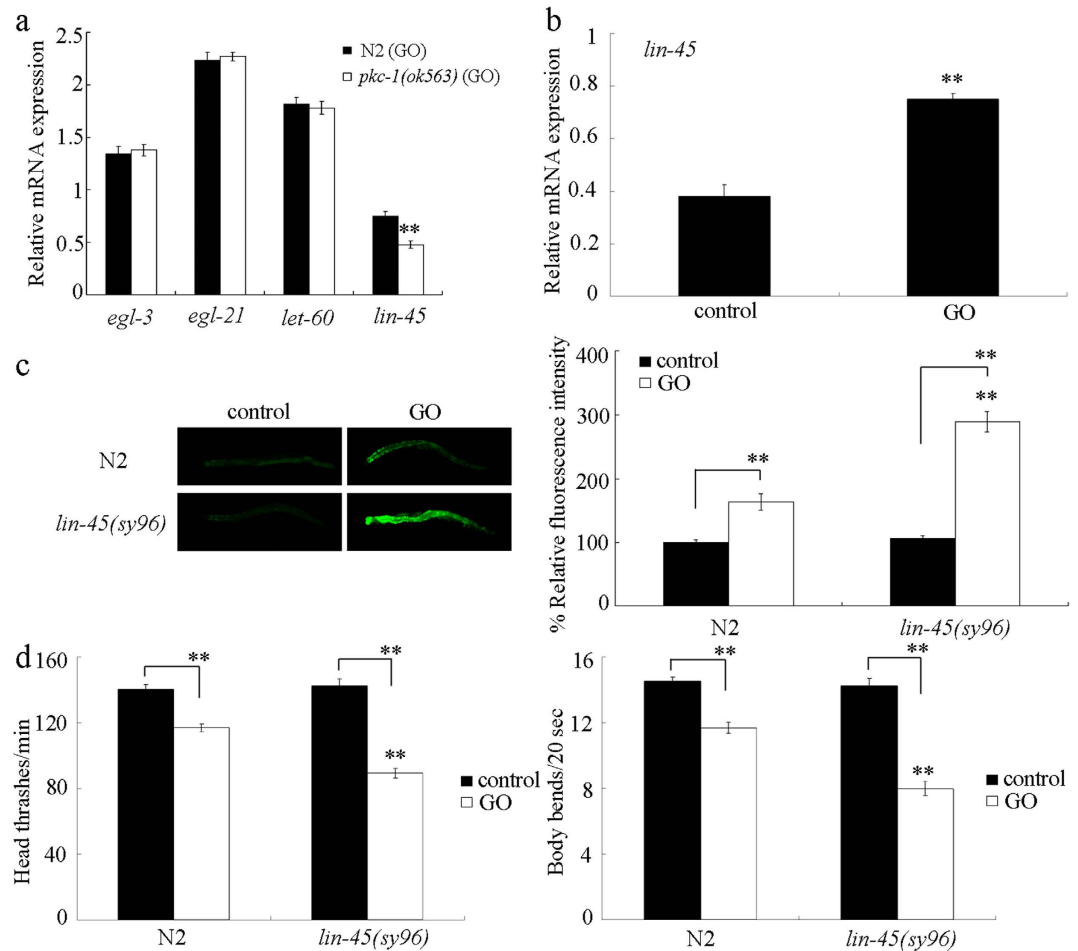 a
Relative mRNA expression
2.5
2
1.5
1
0.5
0
N2 (GO)
pkc-1(ok563) (GO)
**
egl-3 egl-21 let-60 lin-45
b
Relative mRNA expression
lin-45
1
0.8
0.6
0.4
0.2
0
**
control GO
c
control GO
N2
lin-45(sy96)
% Relative fluorescence intensity
400
300
200
100
0
control
GO
**
**
**
N2 lin-45(sy96)
d
Head thrashes/min
160
120
80
40
0
**
**
**
control
GO
N2 lin-45(sy96)
Body bends/20 sec
16
12
8
4
0
**
**
**
control
GO
N2 lin-45(sy96)